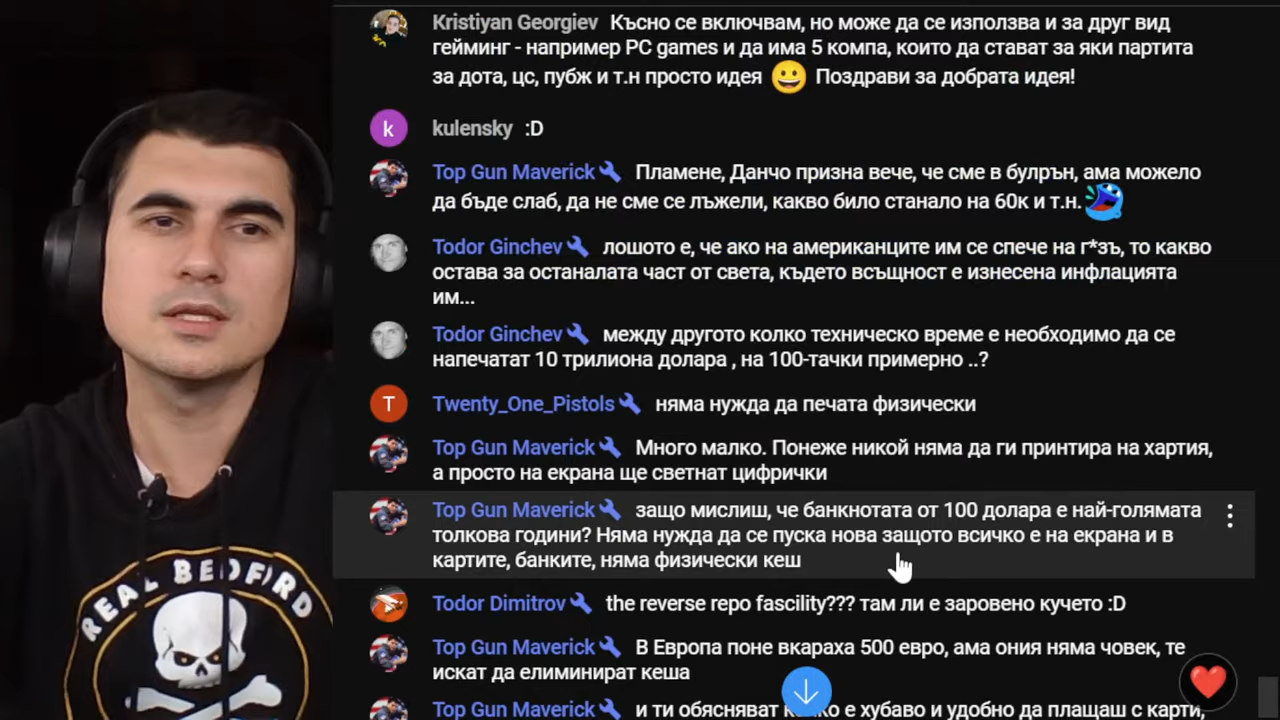 Kristiyan Georgiev Късно се включвам, но може да се използва и за друг вид
гейминг - например PC games и да има 5 компа, които да стават за яки партита
за дота, цс, пубж и т.н просто идея 😀 Поздрави за добрата идея!
k kulensky :D
Top Gun Maverick Пламене, Данчо призна вече, че сме в булрън, ама можело
да бъде слаб, да не сме се лъжели, какво било станало на 60к и т.н.
Todor Ginchev лошото е, че ако на американците им се спече на г*зъ, то какво
остава за останалата част от света, където всъщност е изнесена инфлацията
им...
Todor Ginchev между другото колко техническо време е необходимо да се
напечатат 10 трилиона долара , на 100-тачки примерно ..?
T Twenty_One_Pistols няма нужда да печата физически
Top Gun Maverick Много малко. Понеже никой няма да ги принтира на хартия,
а просто на екрана ще светнат цифрички
Top Gun Maverick защо мислиш, че банкнотата от 100 долара е най-голямата
толкова години? Няма нужда да се пуска нова защото всичко е на екрана и в
картите, банките, няма физически кеш
Todor Dimitrov the reverse repo fascility??? там ли е заровено кучето :D
Top Gun Maverick В Европа поне вкараха 500 евро, ама ония няма човек, те
искат да елиминират кеша
Top Gun Maverick и ти обясняват е хубаво и удобно да плащаш с карти,
REAL BEDFORD